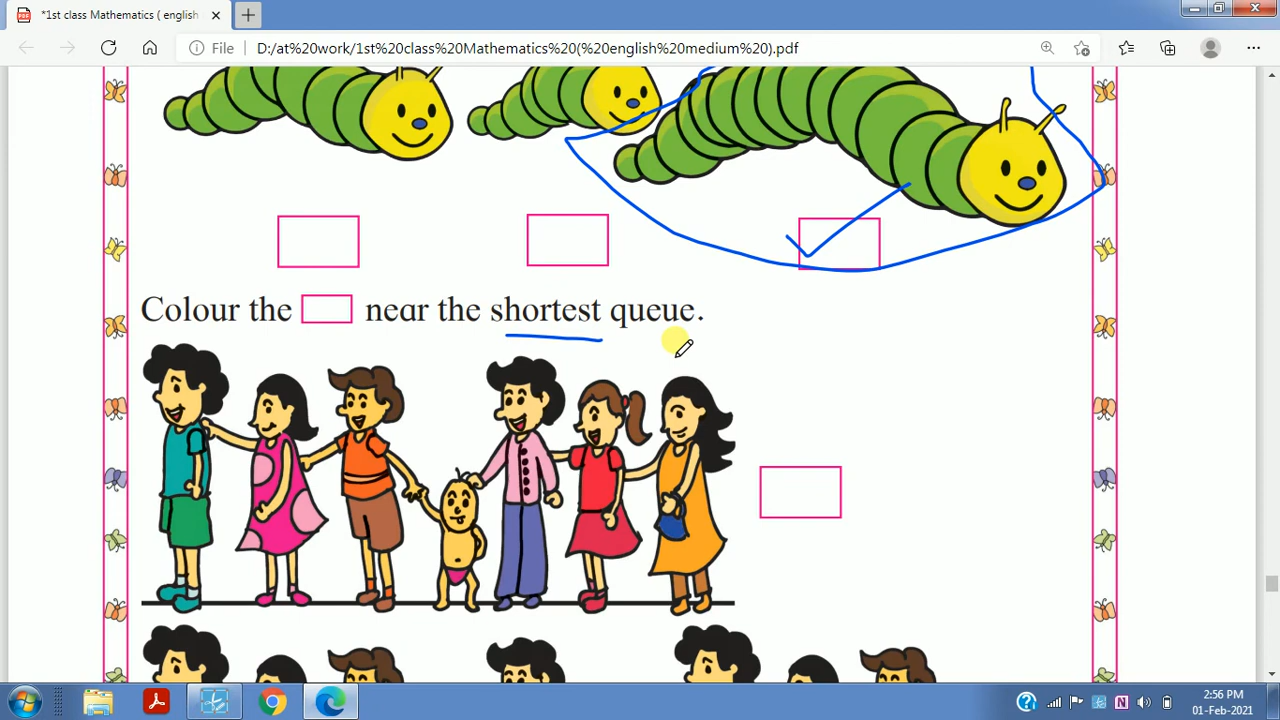 *1st class Mathematics ( english
File
D:/at%20work/1st%20class%20Mathematics%20(%20english%20medium%20).pdf
Colour the near the shortest queue.
2:56 PM
01-Feb-2021